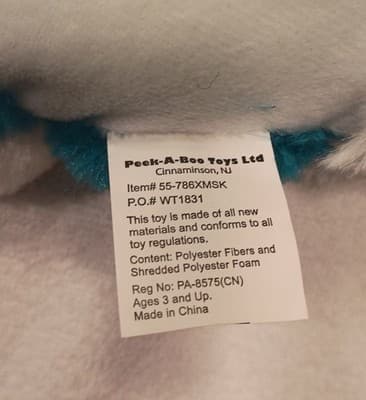 Peek-A-Boo Toys Ltd
Cinnaminson, NJ
Item# 55-786XMSK
P.O.# WT1831
This toy is made of all new
materials and conforms to all
toy regulations.
Content: Polyester Fibers and
Shredded Polyester Foam
Reg No: PA-8575(CN)
Ages 3 and Up.
Made in China